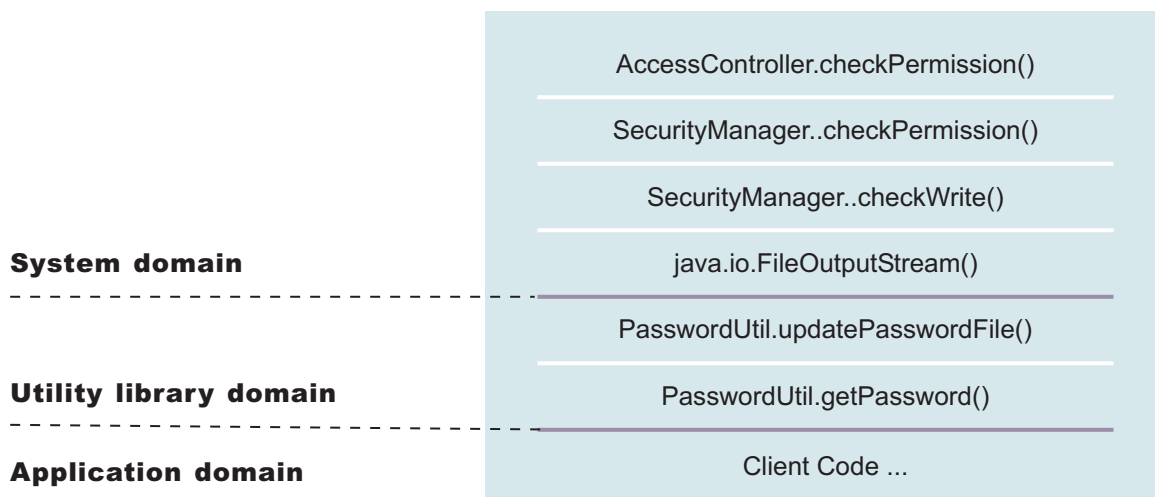 AccessController.checkPermission()
SecurityManager..checkPermission()
SecurityManager..checkWrite()
System domain
java.io.FileOutputStream()
PasswordUtil.updatePasswordFile()
Utility library domain
PasswordUtil.getPassword()
Application domain
Client Code ...